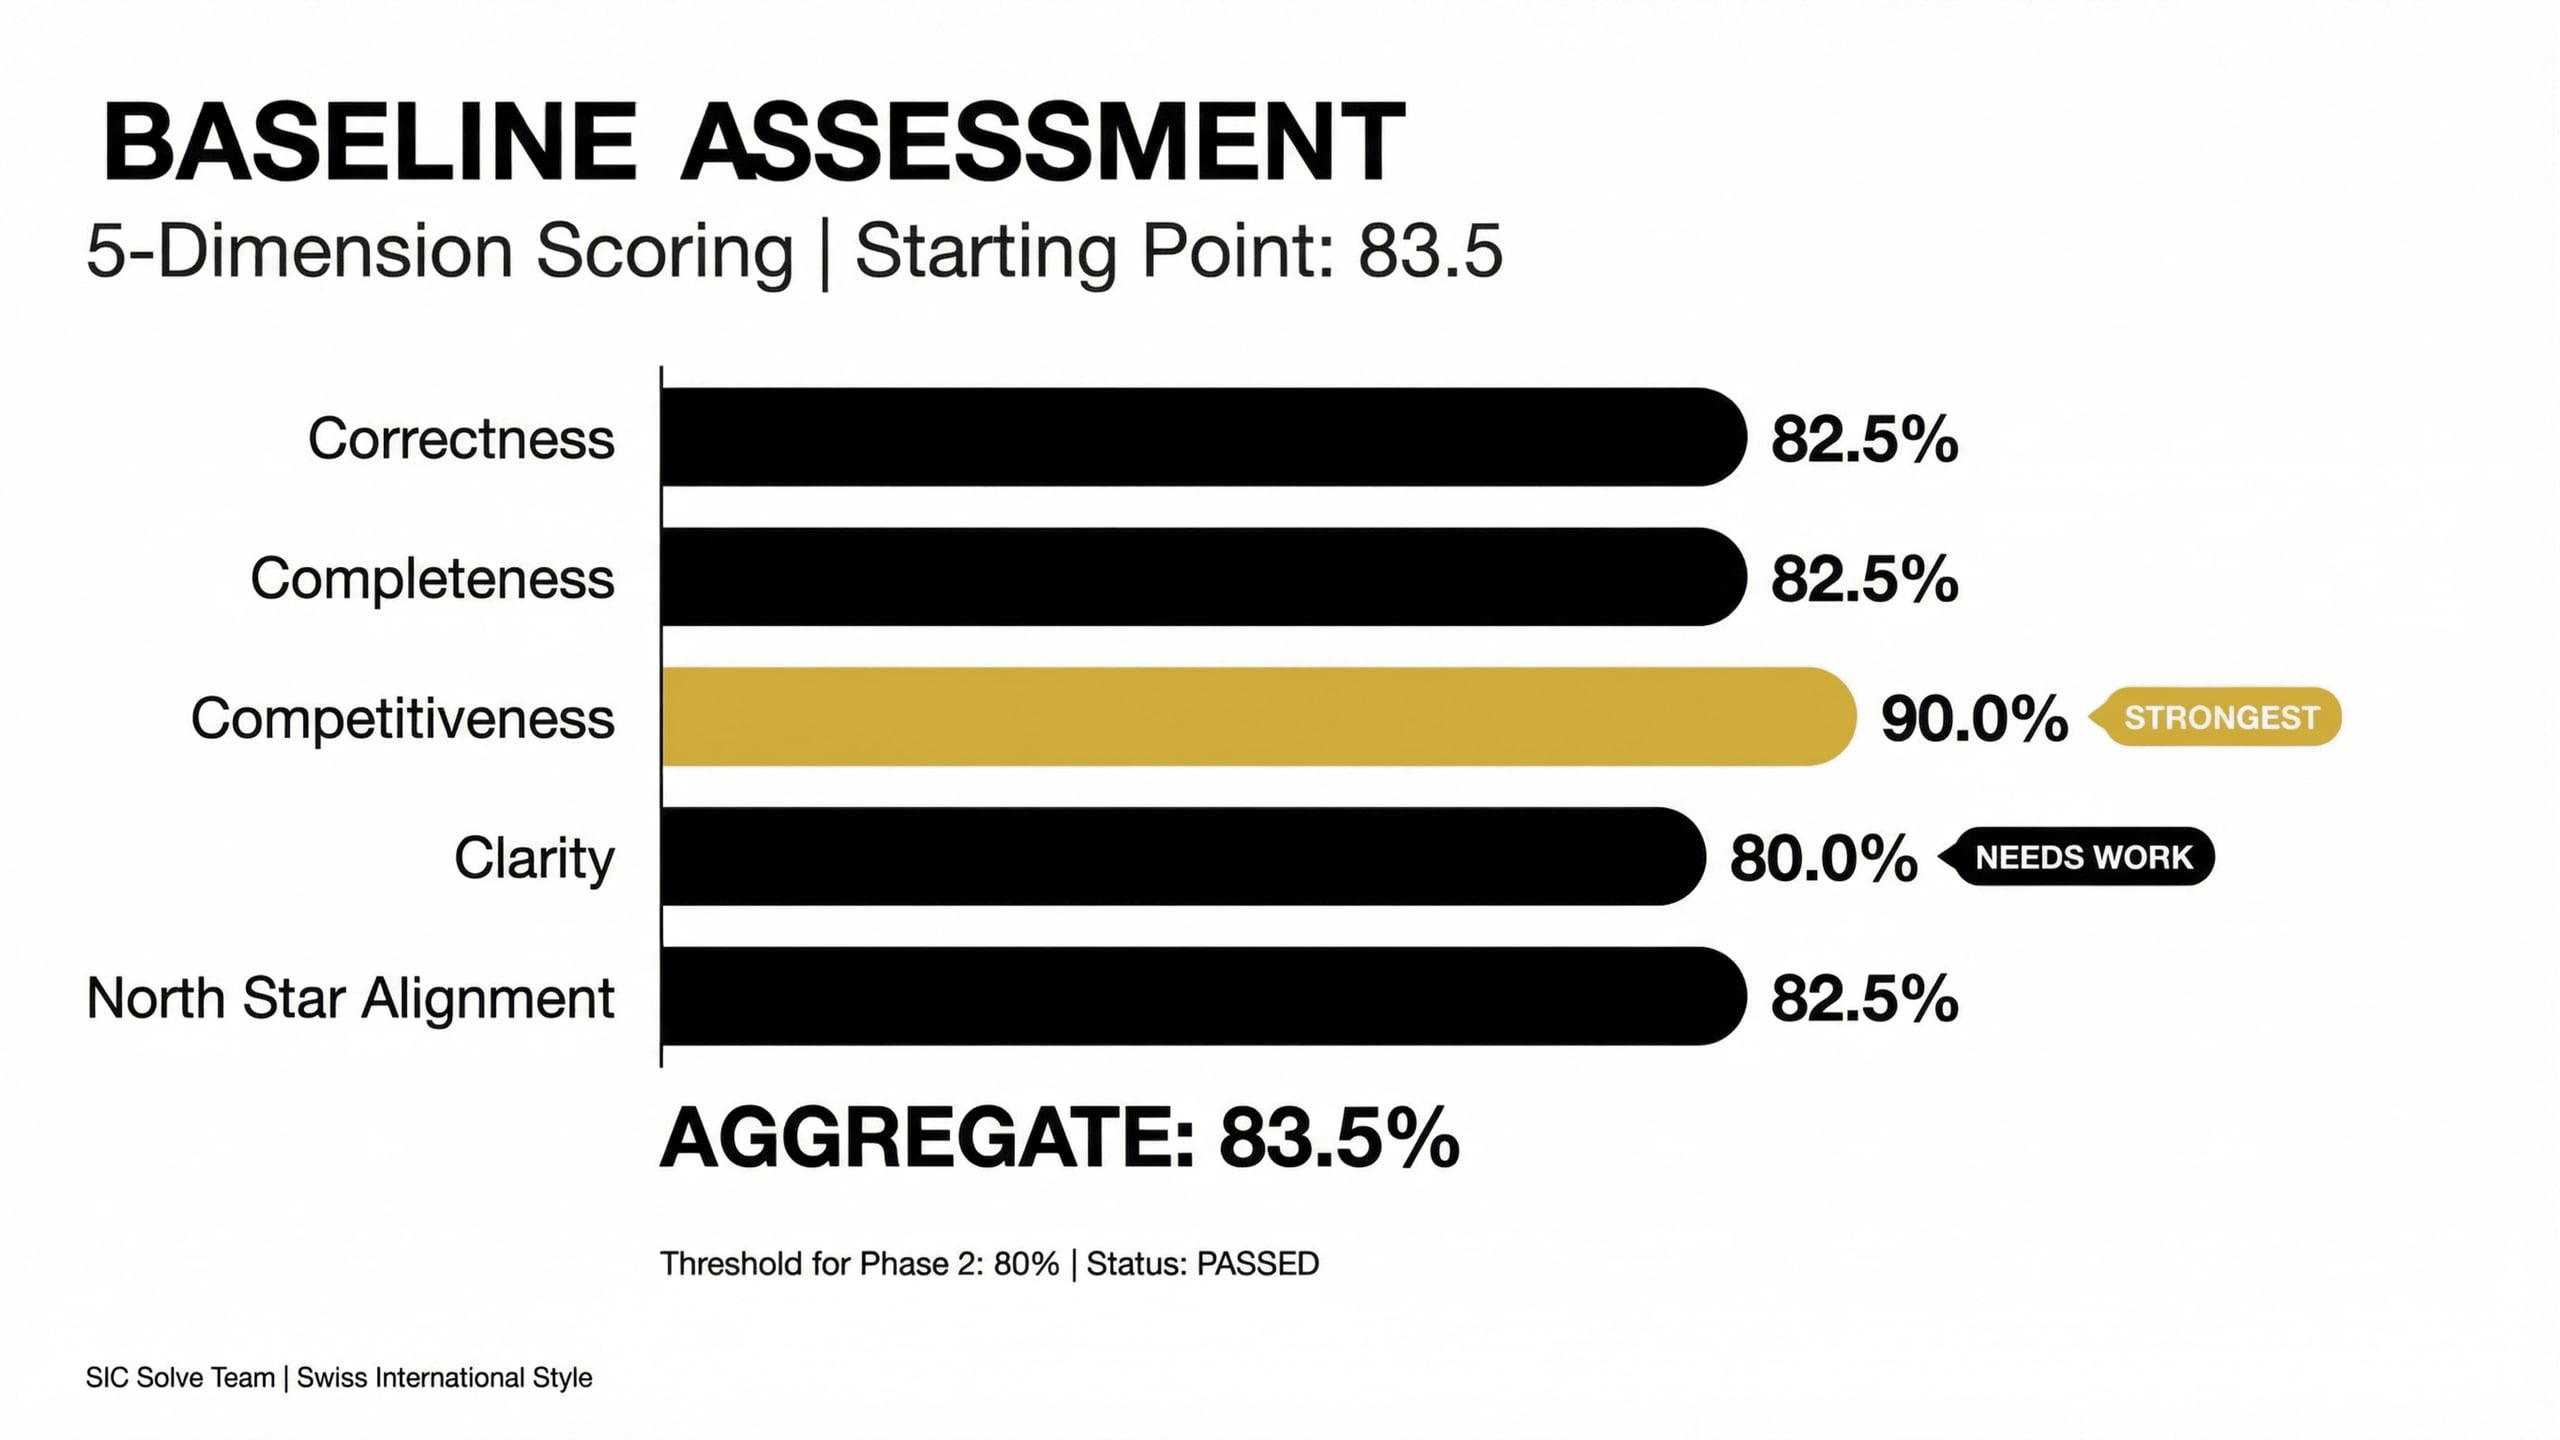 BASELINE ASSESSMENT
5-Dimension Scoring | Starting Point: 83.5
Correctness 82.5%
Completeness 82.5%
Competitiveness 90.0% STRONGEST
Clarity 80.0% NEEDS WORK
North Star Alignment 82.5%
AGGREGATE: 83.5%
Threshold for Phase 2: 80% | Status: PASSED
SIC Solve Team | Swiss International Style